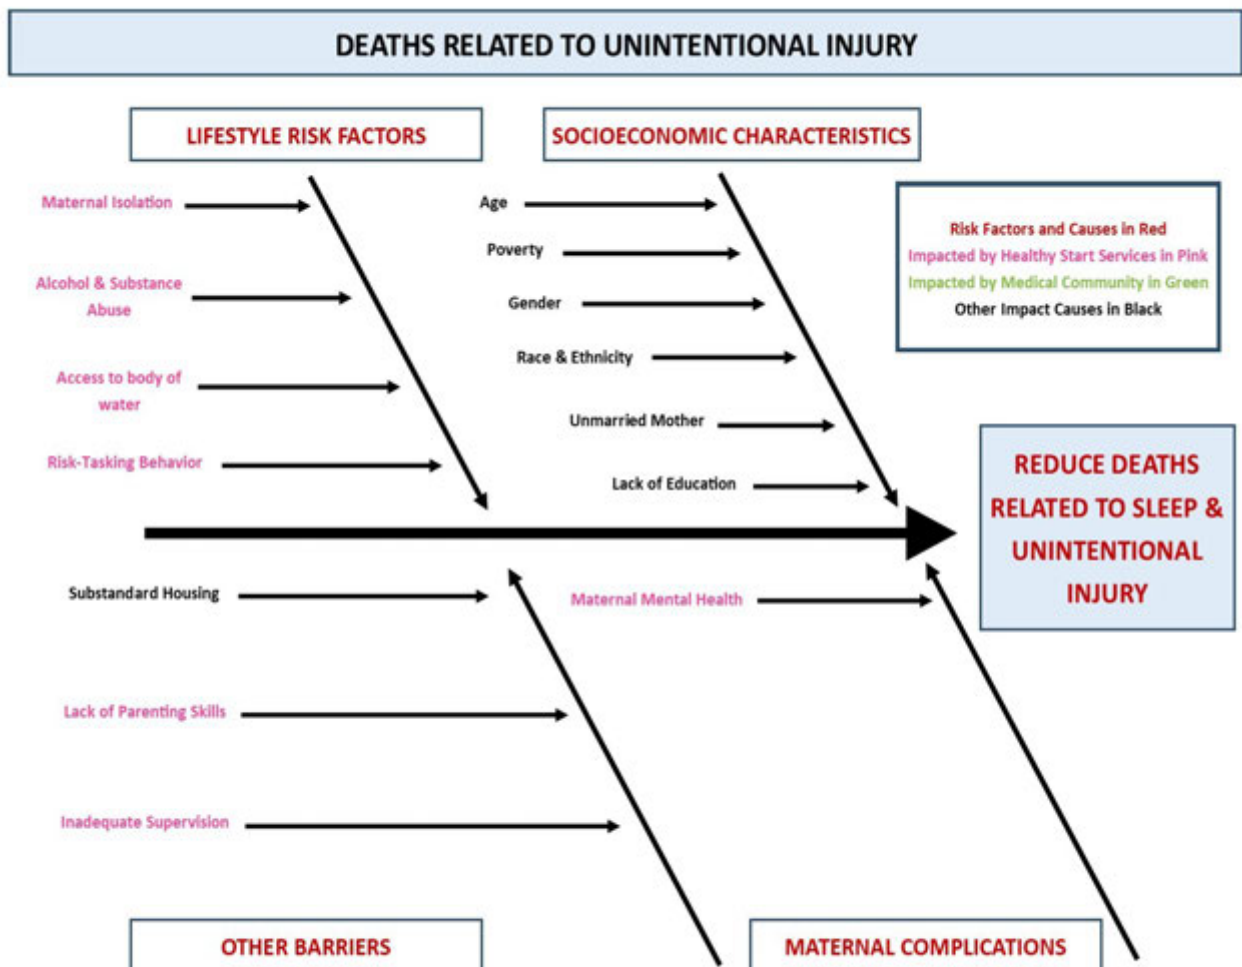 DEATHS RELATED TO UNINTENTIONAL INJURY
LIFESTYLE RISK FACTORS
Maternal Isolation
Alcohol & Substance
Abuse
Access to body of
water
Risk-Tasking Behavior
SOCIOECONOMIC CHARACTERISTICS
Age
Poverty
Gender
Race & Ethnicity
Unmarried Mother
Lack of Education
Risk Factors and Causes in Red
Impacted by Healthy Start Services in Pink
Impacted by Medical Community in Green
Other Impact Causes in Black
REDUCE DEATHS
RELATED TO SLEEP &
UNINTENTIONAL
INJURY
Substandard Housing
Lack of Parenting Skills
Inadequate Supervision
OTHER BARRIERS
Maternal Mental Health
MATERNAL COMPLICATIONS